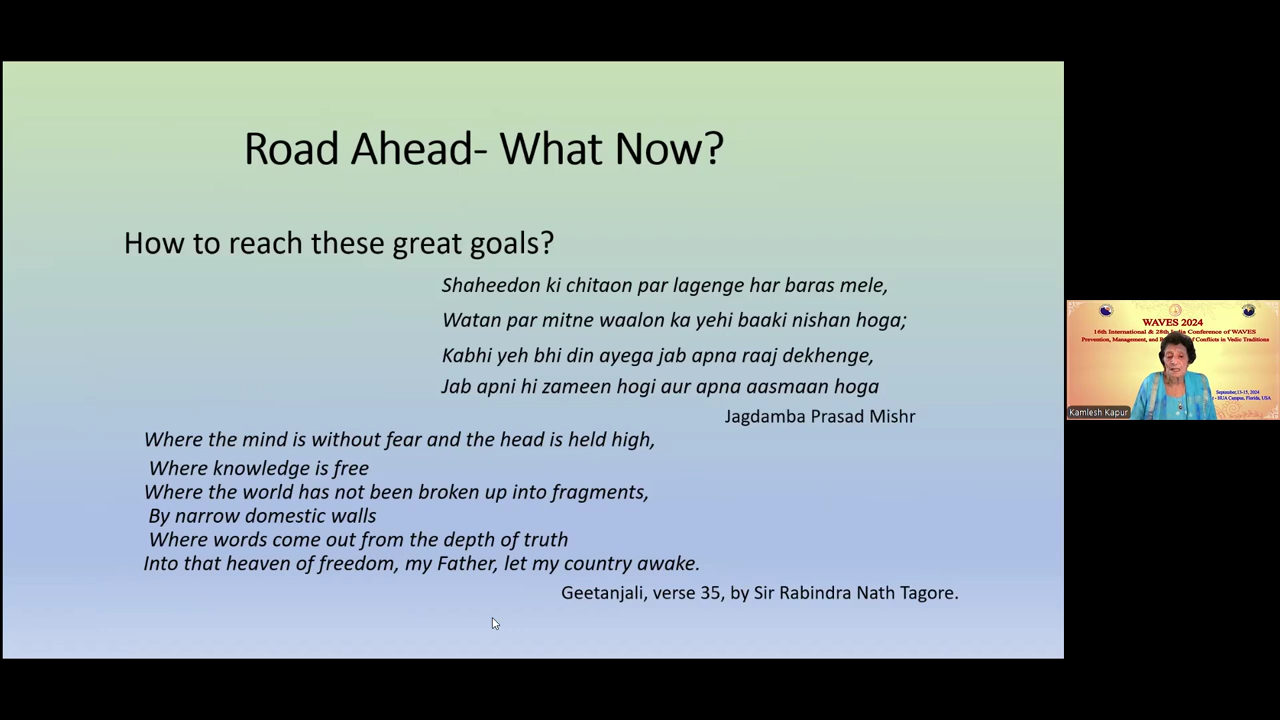 Road Ahead- What Now?
How to reach these great goals?
Shaheedon ki chitaon par lagenge har baras mele,
Watan par mitne waalon ka yehi baaki nishan hoga;
Kabhi yeh bhi din ayega jab apna raaj dekhenge,
Jab apni hi zameen hogi aur apna aasmaan hoga
Jagdamba Prasad Mishr
Where the mind is without fear and the head is held high,
Where knowledge is free
Where the world has not been broken up into fragments,
By narrow domestic walls
Where words come out from the depth of truth
Into that heaven of freedom, my Father, let my country awake.
Geetanjali, verse 35, by Sir Rabindra Nath Tagore.
WAVES 2024
16th International & 28th India Conference of WAVES
Prevention, Management, and of Conflicts in Vedic Traditions
September,13-15, 2024
HUA Campus, Florida, USA
Kamlesh Kapur